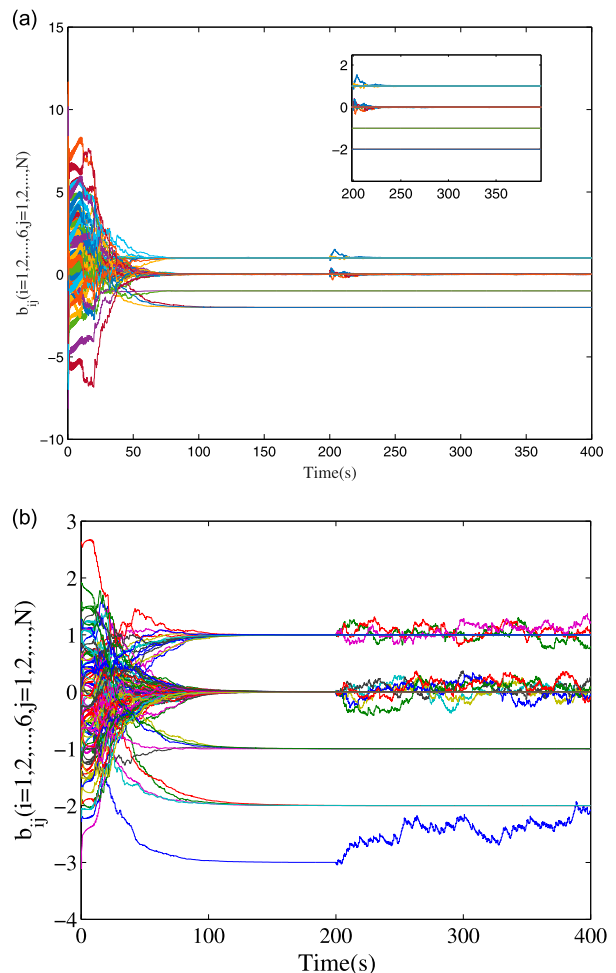 (a)
15
10
5
0
−5
−10
b_ij(i=1,2,...,6,j=1,2,...,N)
0 50 100 150 200 250 300 350 400
Time(s)
2
0
−2
200 250 300 350
(b)
3
2
1
0
−1
−2
−3
−4
b_ij(i=1,2,...,6,j=1,2,...,N)
0 100 200 300 400
Time(s)